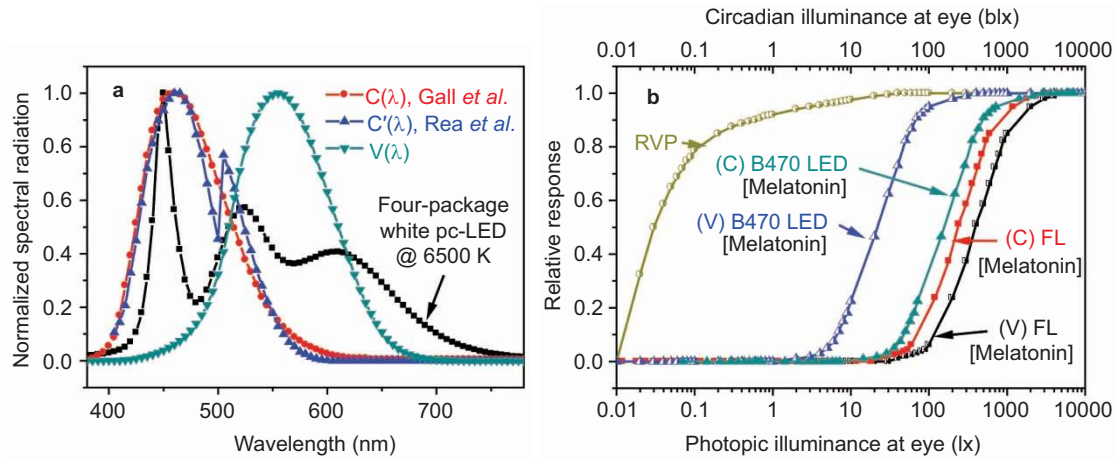 a
Normalized spectral radiation
1.0
0.8
0.6
0.6
0.4
0.2
0.0
400
500
600
700
Wavelength (nm)
C(λ), Gall et al.
C'(λ), Rea et al.
V(λ)
Four-package
white pc-LED
@ 6500 K
b
Circadian illuminance at eye (blx)
0.01
0.1
1
10
100
1000
10000
Relative response
1.0
0.8
0.6
0.4
0.2
0.0
0.01
0.1
1
10
100
1000
10000
Photopic illuminance at eye (lx)
RVP
(C) B470 LED
[Melatonin]
(V) B470 LED
[Melatonin]
(C) FL
[Melatonin]
(V) FL
[Melatonin]